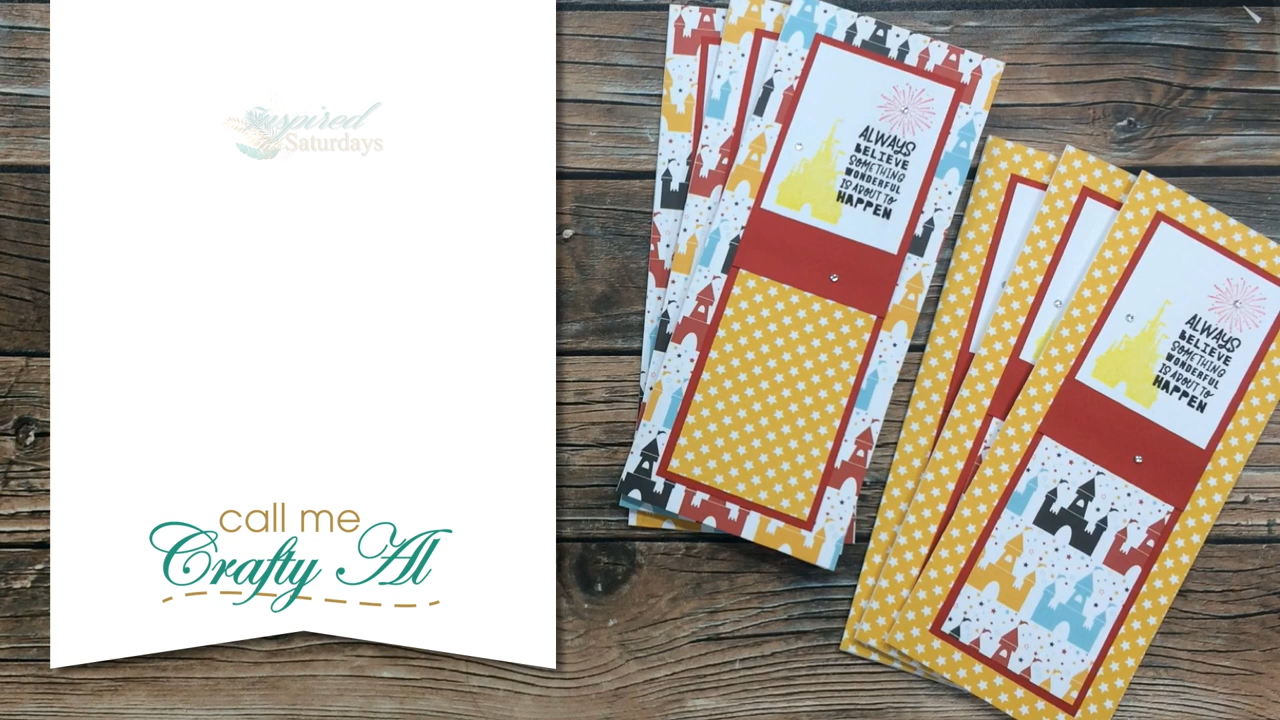 Saturdays
call me
Crafty Al
ALWAYS
BELIEVE
SOMETHING
WONDERFUL
IS ABOUT TO
HAPPEN
ALWAYS
BELIEVE
SOMETHING
WONDERFUL
IS ABOUT TO
HAPPEN